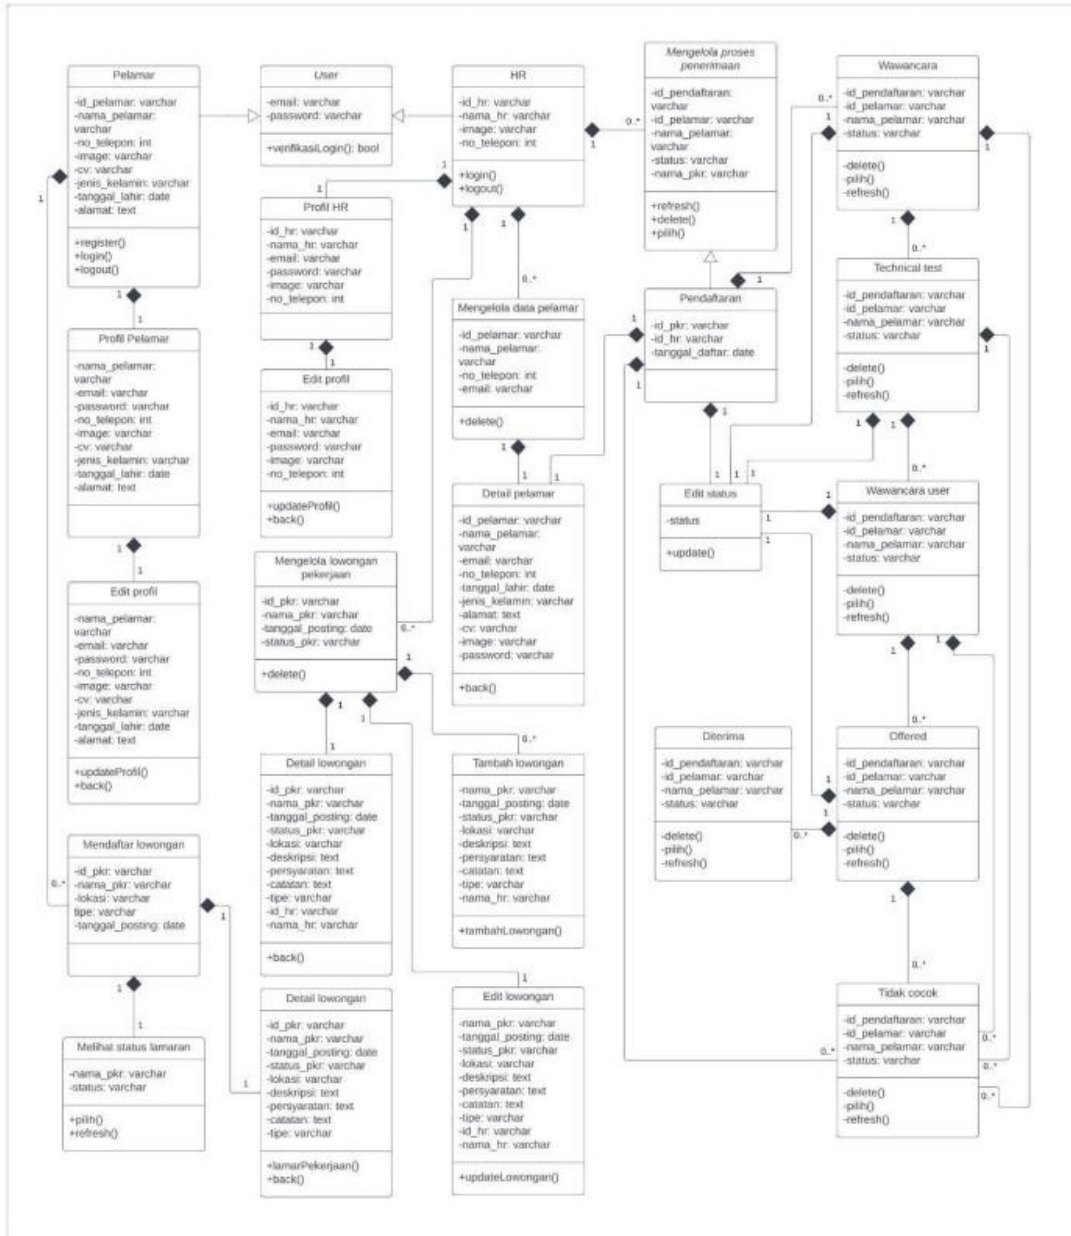 Pelamar
-id_pelamar: varchar
-nama_pelamar:
varchar
-no_telepon: int
-image: varchar
-cv: varchar
-jenis_kelamin: varchar
-tanggal_lahir: date
-alamat: text
+register()
+login()
+logout()
User
-email: varchar
-password: varchar
+verifikasiLogin(): bool
HR
-id_hr: varchar
-nama_hr: varchar
-image: varchar
-no_telepon: int
+login()
+logout()
Mengelola proses
penerimaan
-id_pendaftaran:
varchar
-id_pelamar: varchar
-nama_pelamar:
varchar
-status: varchar
-nama_pkr: varchar
+refresh()
+delete()
+pilih()
Wawancara
-id_pendaftaran: varchar
-id_pelamar: varchar
-nama_pelamar: varchar
-status: varchar
-delete()
-pilih()
-refresh()
Profil HR
-id_hr: varchar
-nama_hr: varchar
-email: varchar
-password: varchar
-image: varchar
-no_telepon: int
Mengelola data pelamar
-id_pelamar: varchar
-nama_pelamar:
varchar
-no_telepon: int
-email: varchar
+delete()
Pendaftaran
-id_pkr: varchar
-id_hr: varchar
-tanggal_daftar: date
Technical test
-id_pendaftaran: varchar
-id_pelamar: varchar
-nama_pelamar: varchar
-status: varchar
-delete()
-pilih()
-refresh()
Profil Pelamar
-nama_pelamar:
varchar
-email: varchar
-password: varchar
-no_telepon: int
-image: varchar
-cv: varchar
-jenis_kelamin: varchar
-tanggal_lahir: date
-alamat: text
Edit profil
-id_hr: varchar
-nama_hr: varchar
-email: varchar
-password: varchar
-image: varchar
-no_telepon: int
+updateProfil()
+back()
Detail pelamar
-id_pelamar: varchar
-nama_pelamar:
varchar
-email: varchar
-no_telepon: int
-tanggal_lahir: date
-jenis_kelamin: varchar
-alamat: text
-cv: varchar
-image: varchar
-password: varchar
+back()
Edit status
-status
+update()
Wawancara user
-id_pendaftaran: varchar
-id_pelamar: varchar
-nama_pelamar: varchar
-status: varchar
-delete()
-pilih()
-refresh()
Edit profil
-nama_pelamar:
varchar
-email: varchar
-password: varchar
-no_telepon: int
-image: varchar
-cv: varchar
-jenis_kelamin: varchar
-tanggal_lahir: date
-alamat: text
+updateProfil()
+back()
Mengelola lowongan
pekerjaan
-id_pkr: varchar
-nama_pkr: varchar
-tanggal_posting: date
-status_pkr: varchar
+delete()
Detail lowongan
-id_pkr: varchar
-nama_pkr: varchar
-tanggal_posting: date
-status_pkr: varchar
-lokasi: varchar
-deskripsi: text
-persyaratan: text
-catatan: text
-tipe: varchar
-id_hr: varchar
-nama_hr: varchar
+back()
Tambah lowongan
-nama_pkr: varchar
-tanggal_posting: date
-status_pkr: varchar
-lokasi: varchar
-deskripsi: text
-persyaratan: text
-catatan: text
-tipe: varchar
-nama_hr: varchar
+tambahLowongan()
Diterima
-id_pendaftaran: varchar
-id_pelamar: varchar
-nama_pelamar: varchar
-status: varchar
-delete()
-pilih()
-refresh()
Offered
-id_pendaftaran: varchar
-id_pelamar: varchar
-nama_pelamar: varchar
-status: varchar
-delete()
-pilih()
-refresh()
Mendaftar lowongan
-id_pkr: varchar
-nama_pkr: varchar
-lokasi: varchar
tipe: varchar
-tanggal_posting: date
Melihat status lamaran
-nama_pkr: varchar
-status: varchar
+pilih()
+refresh()
Detail lowongan
-id_pkr: varchar
-nama_pkr: varchar
-tanggal_posting: date
-status_pkr: varchar
-lokasi: varchar
-deskripsi: text
-persyaratan: text
-catatan: text
-tipe: varchar
+lamarPekerjaan()
+back()
Edit lowongan
-nama_pkr: varchar
-tanggal_posting: date
-status_pkr: varchar
-lokasi: varchar
-deskripsi: text
-persyaratan: text
-catatan: text
-tipe: varchar
-id_hr: varchar
-nama_hr: varchar
+updateLowongan()
Tidak cocok
-id_pendaftaran: varchar
-id_pelamar: varchar
-nama_pelamar: varchar
-status: varchar
-delete()
-pilih()
-refresh()